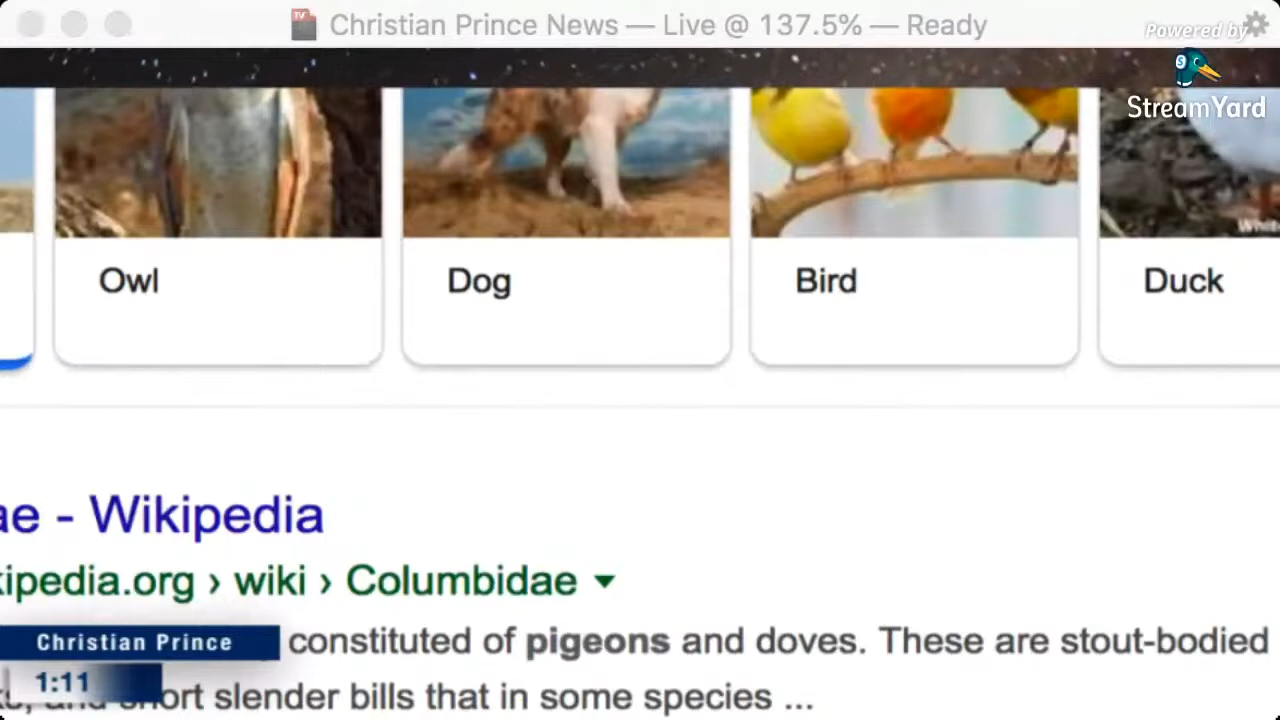 Christian Prince News — Live @ 137.5% — Ready
Powered by
StreamYard
Owl
Dog
Bird
Duck
ae - Wikipedia
kipedia.org › wiki › Columbidae
constituted of pigeons and doves. These are stout-bodied
Christian Prince
1:11
short slender bills that in some species ...